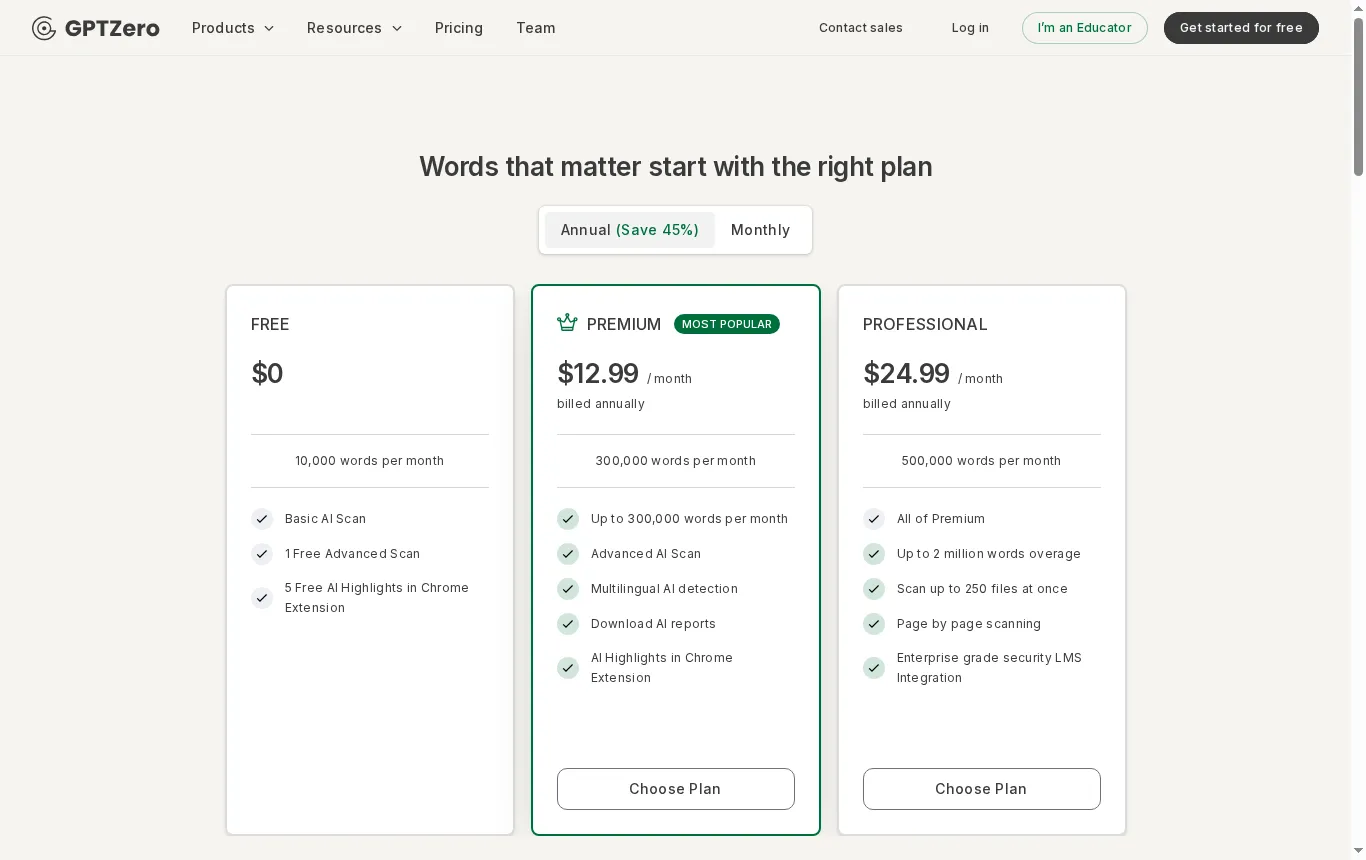 GPTZero Products Resources Pricing Team Contact sales Log in I'm an Educator Get started for free
Words that matter start with the right plan
Annual (Save 45%) Monthly
FREE
$0
10,000 words per month
Basic AI Scan
1 Free Advanced Scan
5 Free AI Highlights in Chrome
Extension
PREMIUM MOST POPULAR
$12.99 / month
billed annually
300,000 words per month
Up to 300,000 words per month
Advanced AI Scan
Multilingual AI detection
Download AI reports
AI Highlights in Chrome
Extension
Choose Plan
PROFESSIONAL
$24.99 / month
billed annually
500,000 words per month
All of Premium
Up to 2 million words overage
Scan up to 250 files at once
Page by page scanning
Enterprise grade security LMS
Integration
Choose Plan